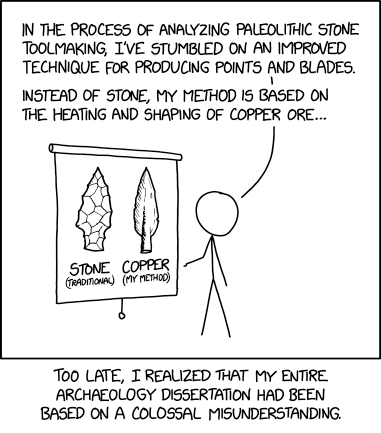 IN THE PROCESS OF ANALYZING PALEOLITHIC STONE
TOOLMAKING, I'VE STUMBLED ON AN IMPROVED
TECHNIQUE FOR PRODUCING POINTS AND BLADES.
INSTEAD OF STONE, MY METHOD IS BASED ON
THE HEATING AND SHAPING OF COPPER ORE...
STONE
(TRADITIONAL)
COPPER
(MY METHOD)
TOO LATE, I REALIZED THAT MY ENTIRE
ARCHAEOLOGY DISSERTATION HAD BEEN
BASED ON A COLOSSAL MISUNDERSTANDING.